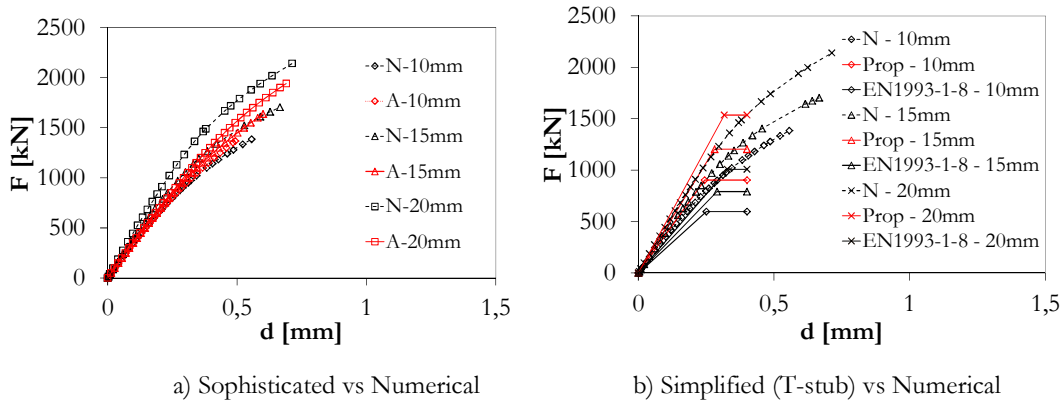 2500
2000
1500
1000
500
0
F [kN]
0
0,5
1
1,5
d [mm]
N-10mm
A-10mm
N-15mm
A-15mm
N-20mm
A-20mm
a) Sophisticated vs Numerical
2500
2000
1500
1000
500
0
F [kN]
0
0,5
1
1,5
d [mm]
N - 10mm
Prop - 10mm
EN1993-1-8 - 10mm
N - 15mm
Prop - 15mm
EN1993-1-8 - 15mm
N - 20mm
Prop - 20mm
EN1993-1-8 - 20mm
b) Simplified (T-stub) vs Numerical